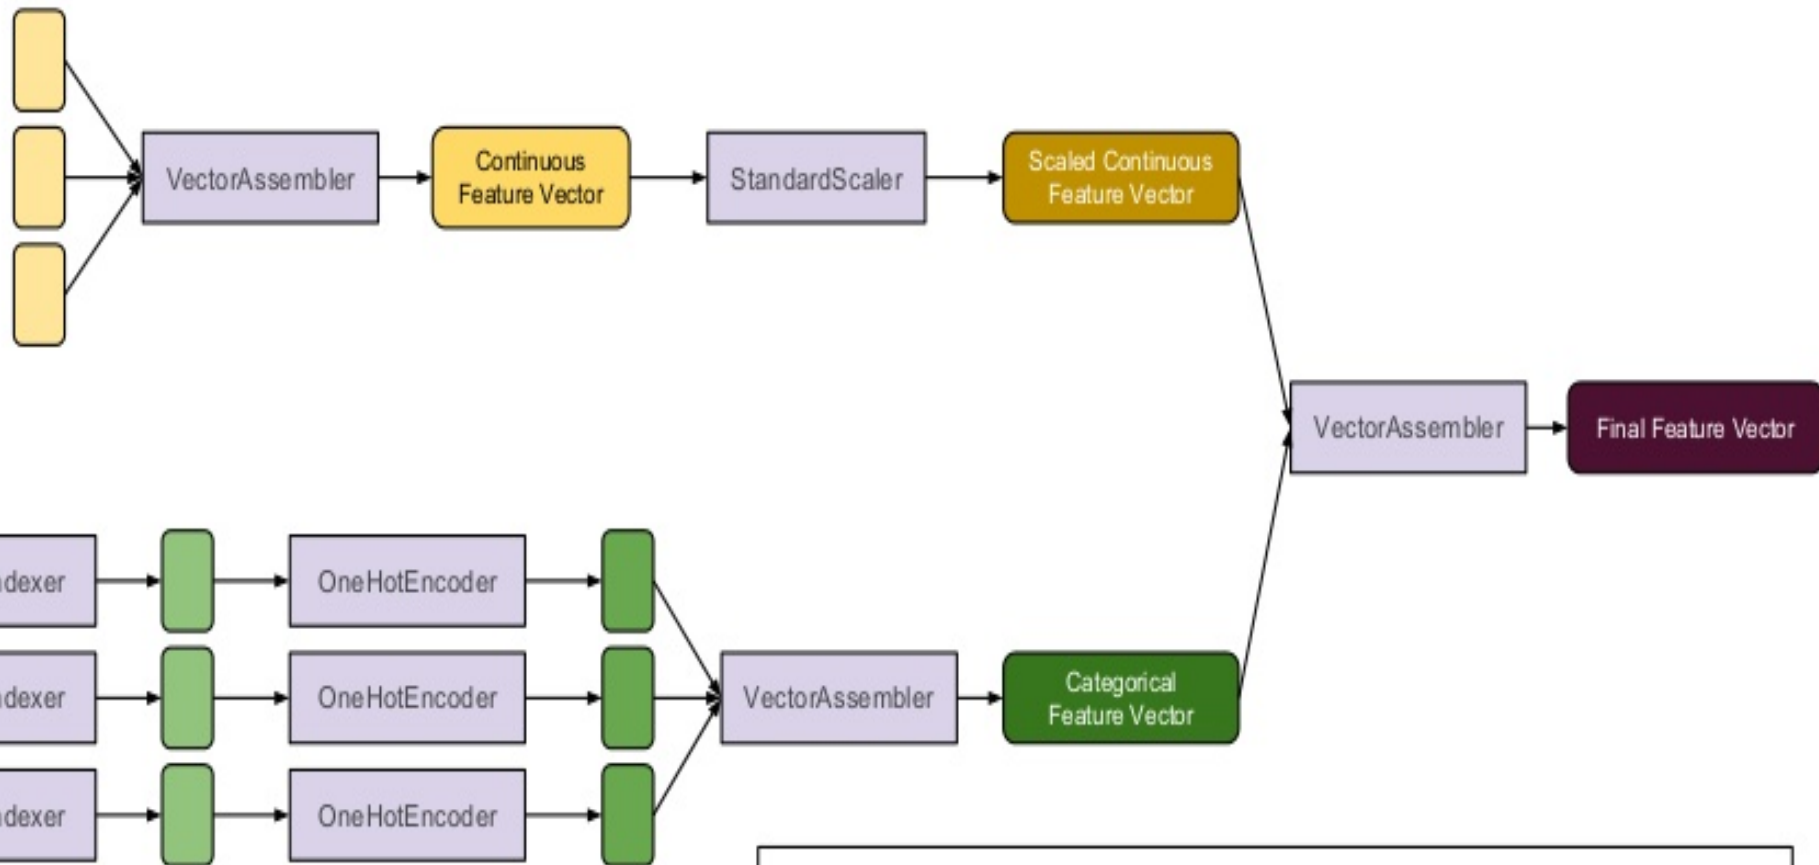 VectorAssembler
Continuous
Feature Vector
StandardScaler
Scaled Continuous
Feature Vector
VectorAssembler
Final Feature Vector
dexer
OneHotEncoder
dexer
OneHotEncoder
VectorAssembler
Categorical
Feature Vector
dexer
OneHotEncoder